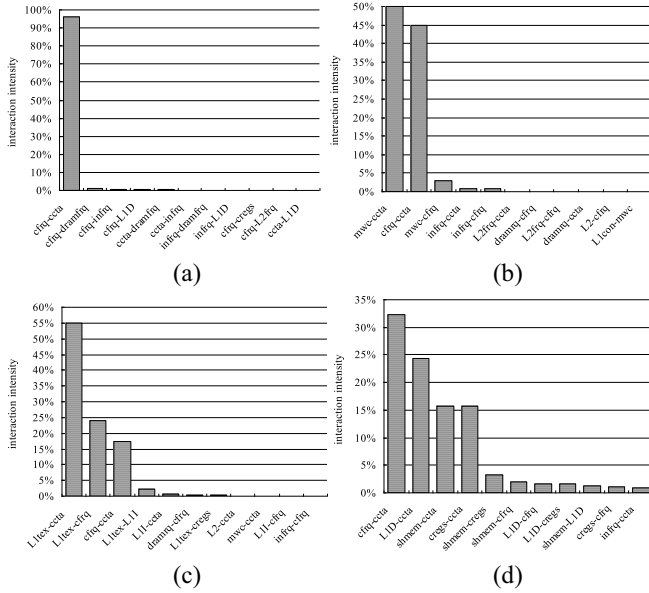 100%
90%
80%
70%
60%
50%
40%
30%
20%
10%
0%
interaction intensity
cfrq-ccta
cfrq-dramfrq
cfrq-infrq
cfrq-L1D
ccta-dramfrq
ccta-infrq
infrq-dramfrq
infrq-L1D
cfrq-cregs
cfrq-L2frq
ccta-L1D
(a)
50%
45%
40%
35%
30%
25%
20%
15%
10%
5%
0%
interaction intensity
mwc-ccta
cfrq-ccta
mwc-cfrq
infrq-ccta
infrq-cfrq
L2frq-ccta
dramrq-cfrq
L2frq-cfrq
dramrq-ccta
L2-cfrq
L1con-mwc
(b)
60%
55%
50%
45%
40%
35%
30%
25%
20%
15%
10%
5%
0%
interaction intensity
L1tex-ccta
L1tex-cfrq
cfrq-ccta
L1tex-L1I
L1I-ccta
dramrq-cfrq
L1tex-cregs
L2-ccta
mwc-ccta
L1I-cfrq
infrq-cfrq
(c)
35%
30%
25%
20%
15%
10%
5%
0%
interaction intensity
cfrq-ccta
L1D-ccta
shmem-ccta
cregs-ccta
shmem-cregs
shmem-cfrq
L1D-cfrq
L1D-cregs
shmem-L1D
cregs-cfrq
infrq-ccta
(d)